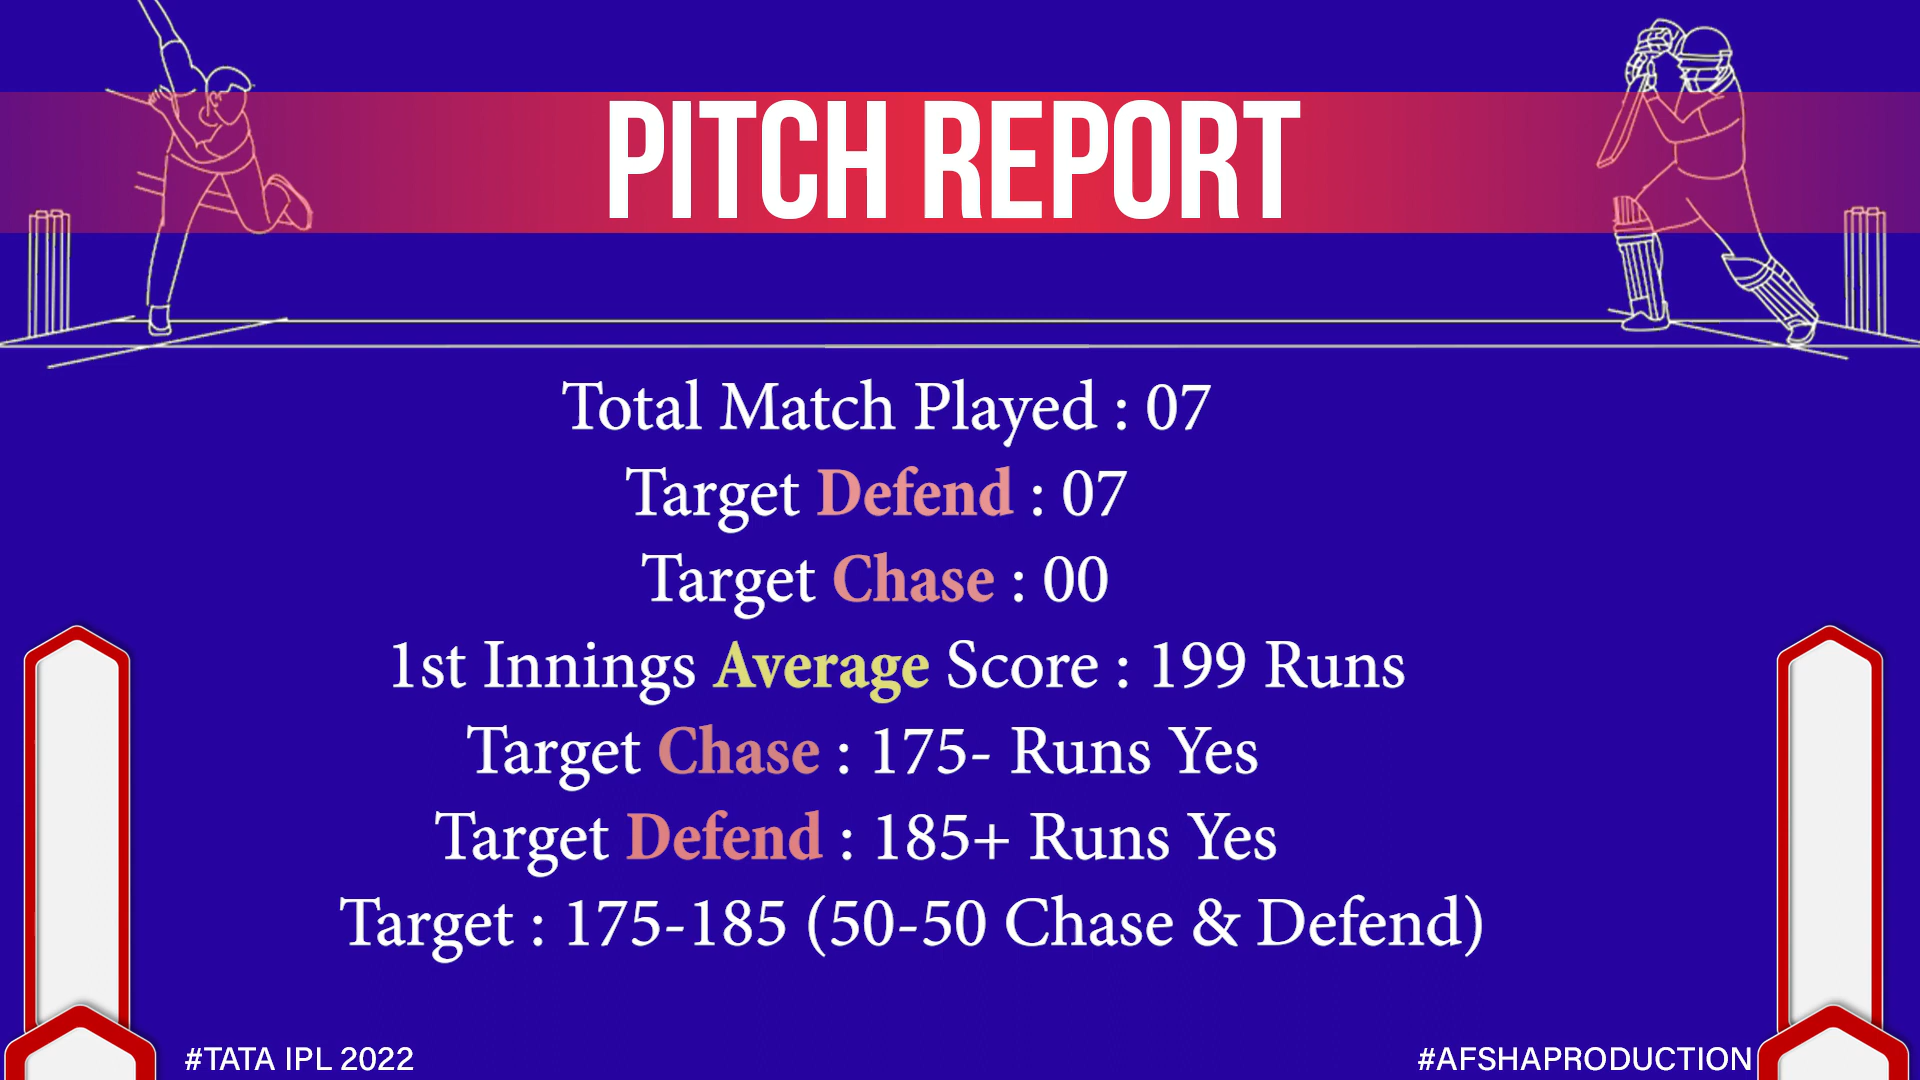 PITCH REPORT
Total Match Played : 07
Target Defend : 07
Target Chase : 00
1st Innings Average Score : 199 Runs
Target Chase : 175- Runs Yes
Target Defend : 185+ Runs Yes
Target : 175-185 (50-50 Chase & Defend)
#TATA IPL 2022
#AFSHAPRODUCTION